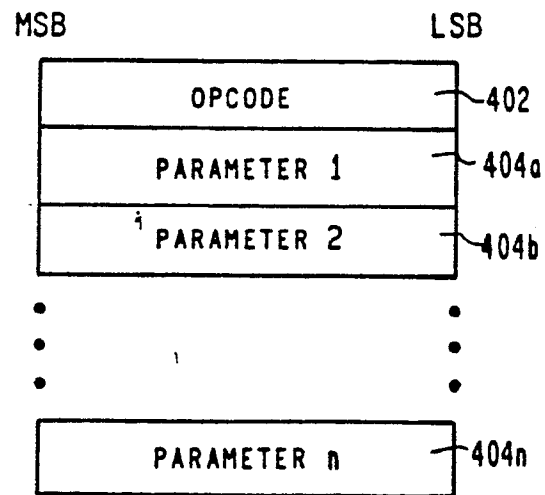 MSB LSB
OPCODE 402
PARAMETER 1 404a
PARAMETER 2 404b
PARAMETER n 404n